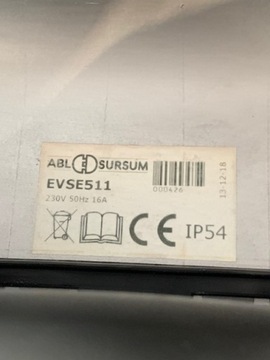 ABL SURSUM
EVSE511
000426
230V 50Hz 16A
13-12-18
CE IP54